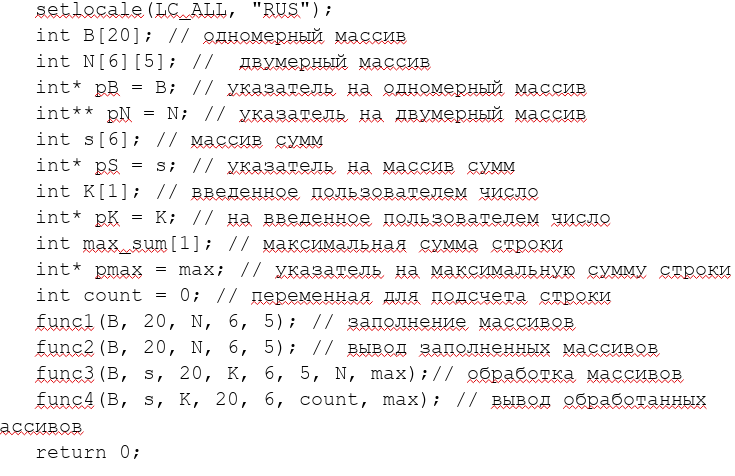 setlocale(LC_ALL, "RUS");
int B[20]; // одномерный массив
int N[6][5]; // двумерный массив
int* pB = B; // указатель на одномерный массив
int** pN = N; // указатель на двумерный массив
int s[6]; // массив сумм
int* pS = s; // указатель на массив сумм
int K[1]; // введенное пользователем число
int* pK = K; // на введенное пользователем число
int max_sum[1]; // максимальная сумма строки
int* pmax = max; // указатель на максимальную сумму строки
int count = 0; // переменная для подсчета строки
func1(B, 20, N, 6, 5); // заполнение массивов
func2(B, 20, N, 6, 5); // вывод заполненных массивов
func3(B, s, 20, K, 6, 5, N, max);// обработка массивов
func4(B, s, K, 20, 6, count, max); // вывод обработанных
ассивов
return 0;